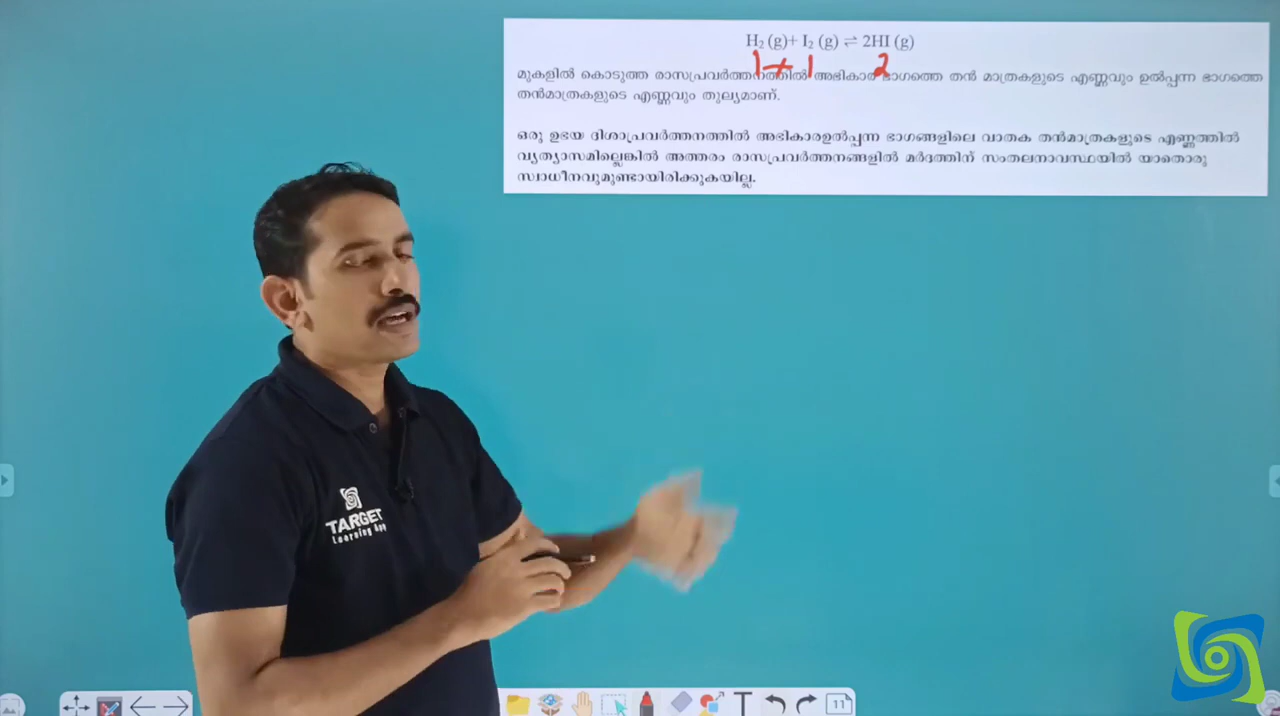 H₂ (g)+ I₂ (g) ⇌ 2HI (g)
1 + 1 2
മുകളിൽ കൊടുത്ത രാസപ്രവർത്തനത്തിൽ അഭികാരക ഭാഗത്തെ തൻ മാത്രകളുടെ എണ്ണവും ഉൽപ്പന്ന ഭാഗത്തെ
തൻമാത്രകളുടെ എണ്ണവും തുല്യമാണ്.
ഒരു ഉഭയ ദിശാപ്രവർത്തനത്തിൽ അഭികാരഉൽപ്പന്ന ഭാഗങ്ങളിലെ വാതക തൻമാത്രകളുടെ എണ്ണത്തിൽ
വ്യത്യാസമില്ലെങ്കിൽ അത്തരം രാസപ്രവർത്തനങ്ങളിൽ മർദത്തിന് സംതലനാവസ്ഥയിൽ യാതൊരു
സ്വാധീനവുമുണ്ടായിരിക്കുകയില്ല.
TARGET
Learning App
T
11